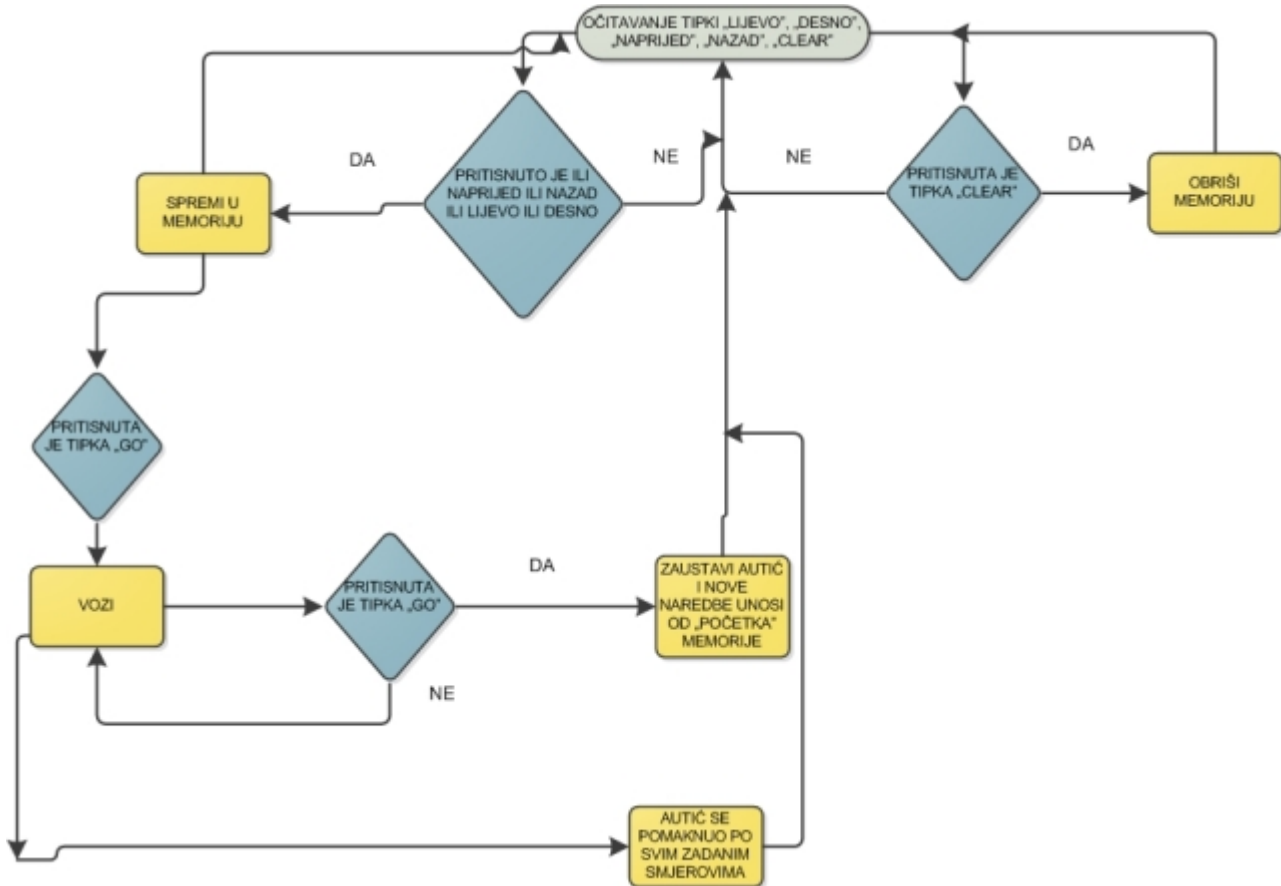 OČITAVANJE TIPKI „LIJEVO”, „DESNO”,
„NAPRIJED”, „NAZAD”, „CLEAR”
DA
PRITISNUTO JE ILI
NAPRIJED ILI NAZAD
ILI LIJEVO ILI DESNO
NE
NE
PRITISNUTA JE
TIPKA „CLEAR”
DA
SPREMI U
MEMORIJU
OBRIŠI
MEMORIJU
PRITISNUTA
JE TIPKA „GO”
VOZI
PRITISNUTA
JE TIPKA „GO”
DA
NE
ZAUSTAVI AUTIĆ
I NOVE
NAREDBE UNOSI
OD „POČETKA”
MEMORIJE
AUTIĆ SE
POMAKNUO PO
SVIM ZADANIM
SMJEROVIMA